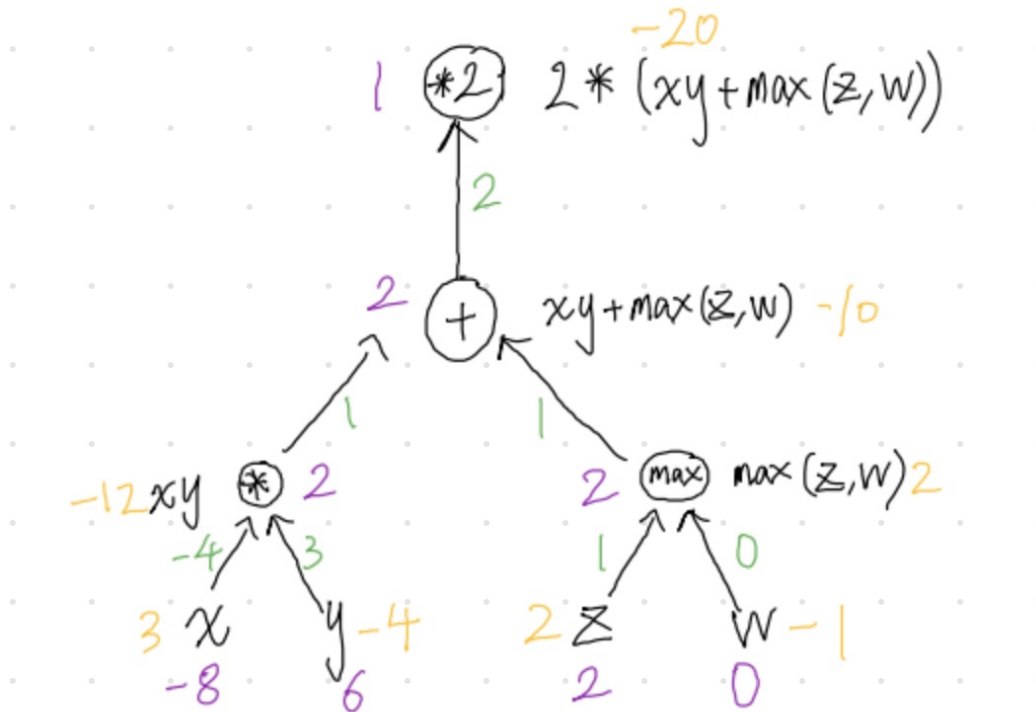 -20
1 *2 2 * (xy+max(z,w))
2
2 + xy+max(z,w) -10
1 1
-12 xy * 2 2 max max(z,w) 2
-4 3 1 0
3 x y -4 2 z w -1
-8 6 2 0